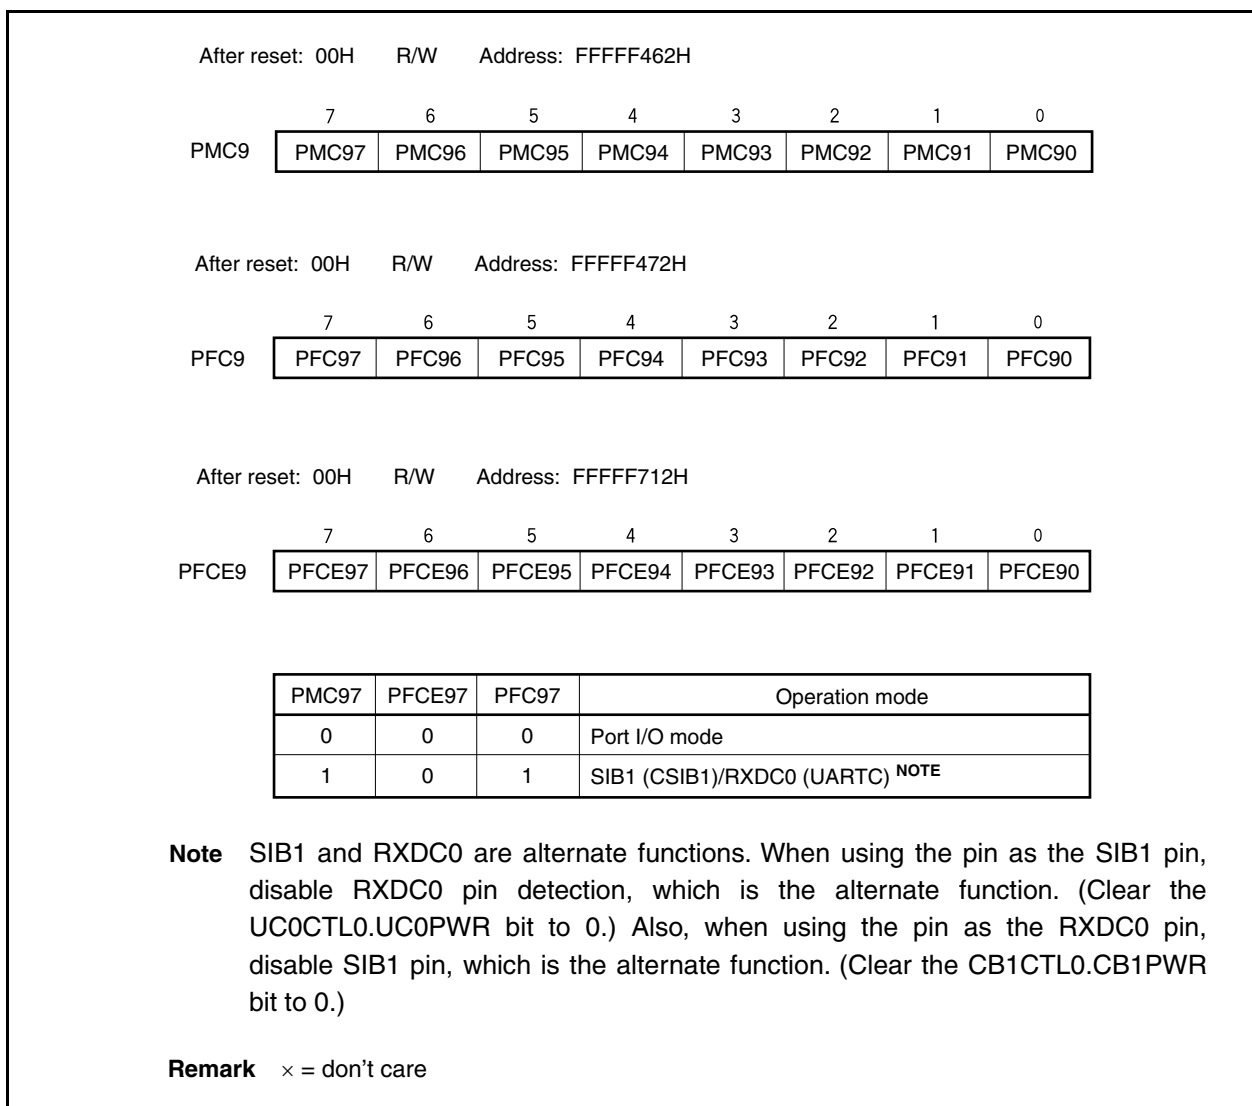 After reset: 00H R/W Address: FFFFF462H
7 6 5 4 3 2 1 0
PMC9 PMC97 PMC96 PMC95 PMC94 PMC93 PMC92 PMC91 PMC90
After reset: 00H R/W Address: FFFFF472H
7 6 5 4 3 2 1 0
PFC9 PFC97 PFC96 PFC95 PFC94 PFC93 PFC92 PFC91 PFC90
After reset: 00H R/W Address: FFFFF712H
7 6 5 4 3 2 1 0
PFCE9 PFCE97 PFCE96 PFCE95 PFCE94 PFCE93 PFCE92 PFCE91 PFCE90
PMC97 PFCE97 PFC97 Operation mode
0 0 0 Port I/O mode
1 0 1 SIB1 (CSIB1)/RXDC0 (UARTC) NOTE
Note SIB1 and RXDC0 are alternate functions. When using the pin as the SIB1 pin,
disable RXDC0 pin detection, which is the alternate function. (Clear the
UC0CTL0.UC0PWR bit to 0.) Also, when using the pin as the RXDC0 pin,
disable SIB1 pin, which is the alternate function. (Clear the CB1CTL0.CB1PWR
bit to 0.)
Remark × = don't care